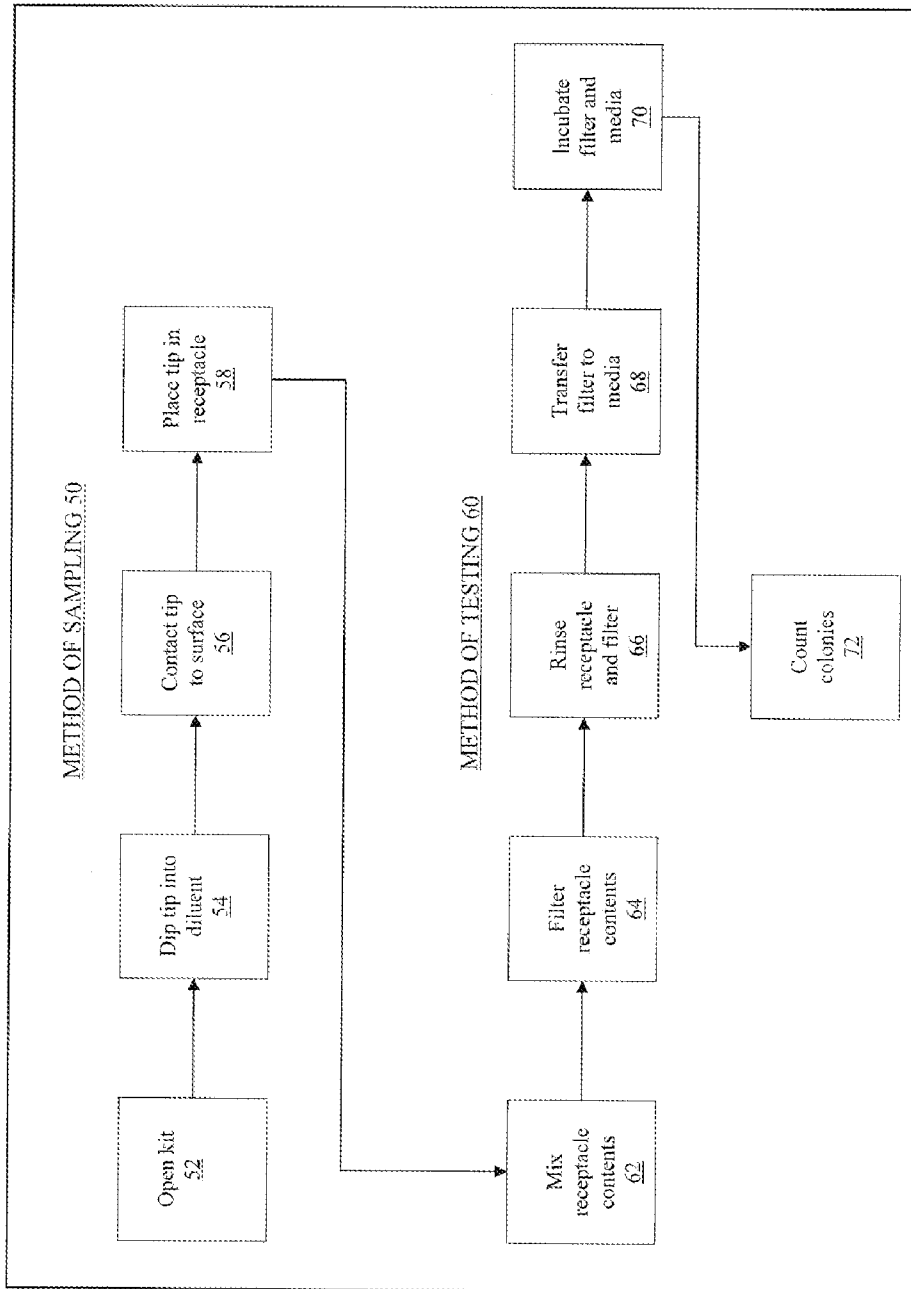 METHOD OF SAMPLING 50
Open kit
52
Dip tip into
diluent
54
Contact tip
to surface
56
Place tip in
receptacle
58
METHOD OF TESTING 60
Mix
receptacle
contents
62
Filter
receptacle
contents
64
Rinse
receptacle
and filter
66
Transfer
filter to
media
68
Incubate
filter and
media
70
Count
colonies
72